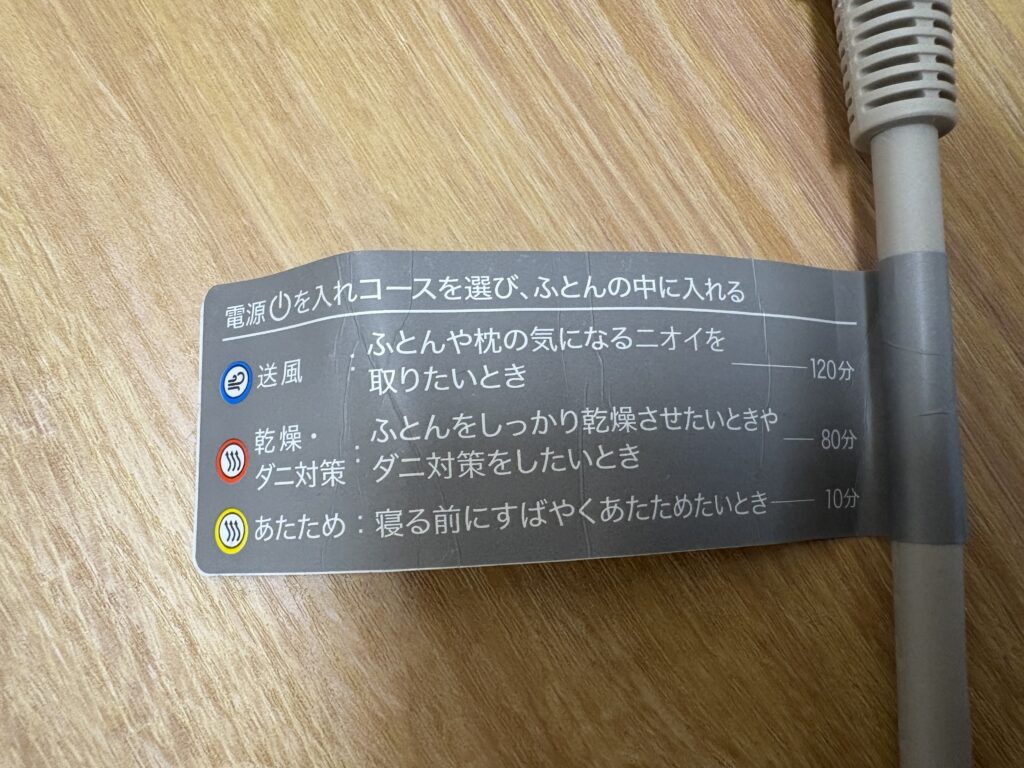 電源⏻を入れコースを選び、ふとんの中に入れる
送風 : ふとんや枕の気になるニオイを
取りたいとき 120分
乾燥・ ふとんをしっかり乾燥させたいときや
ダニ対策 : ダニ対策をしたいとき 80分
あたため : 寝る前にすばやくあたためたいとき 10分